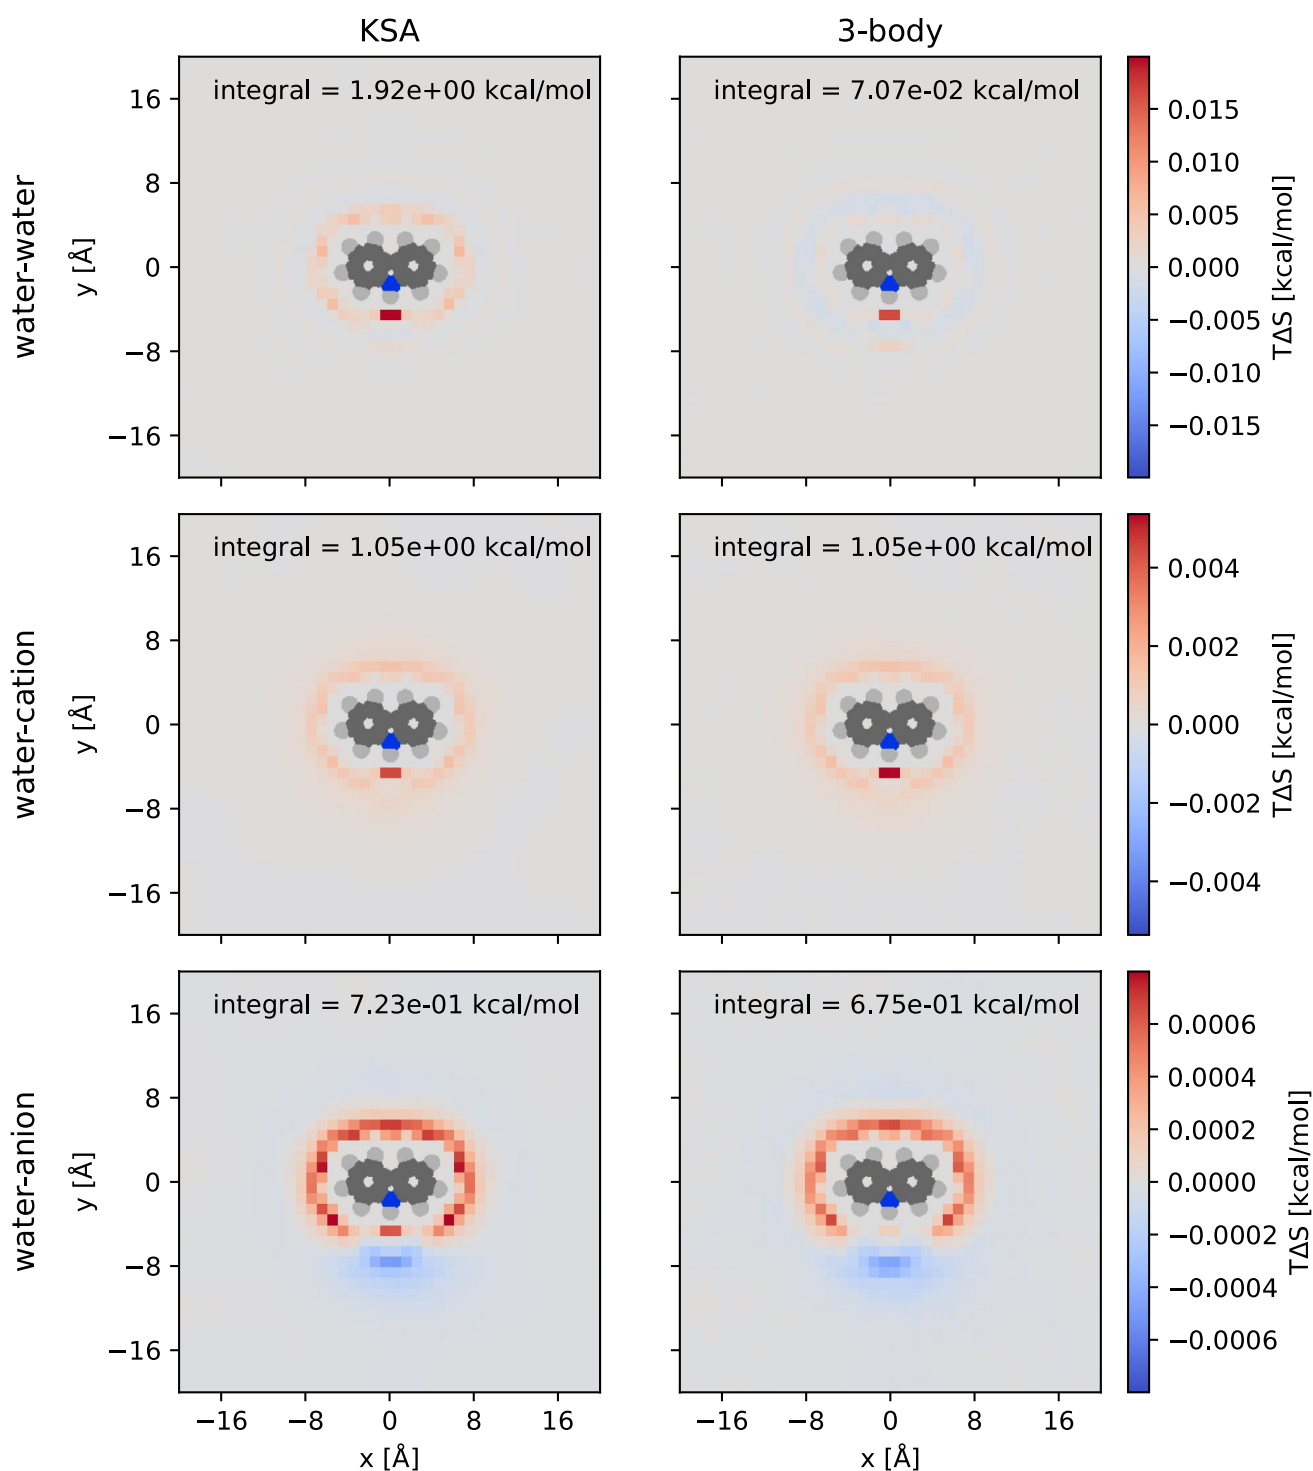 KSA
3-body
water-water
y [Å]
16
8
0
−8
−16
integral = 1.92e+00 kcal/mol
integral = 7.07e-02 kcal/mol
0.015
0.010
0.005
0.000
−0.005
−0.010
−0.015
TΔS [kcal/mol]
water-cation
y [Å]
16
8
0
−8
−16
integral = 1.05e+00 kcal/mol
integral = 1.05e+00 kcal/mol
0.004
0.002
0.000
−0.002
−0.004
TΔS [kcal/mol]
water-anion
y [Å]
16
8
0
−8
−16
integral = 7.23e-01 kcal/mol
integral = 6.75e-01 kcal/mol
0.0006
0.0004
0.0002
0.0000
−0.0002
−0.0004
−0.0006
TΔS [kcal/mol]
−16 −8 0 8 16
−16 −8 0 8 16
x [Å]
x [Å]